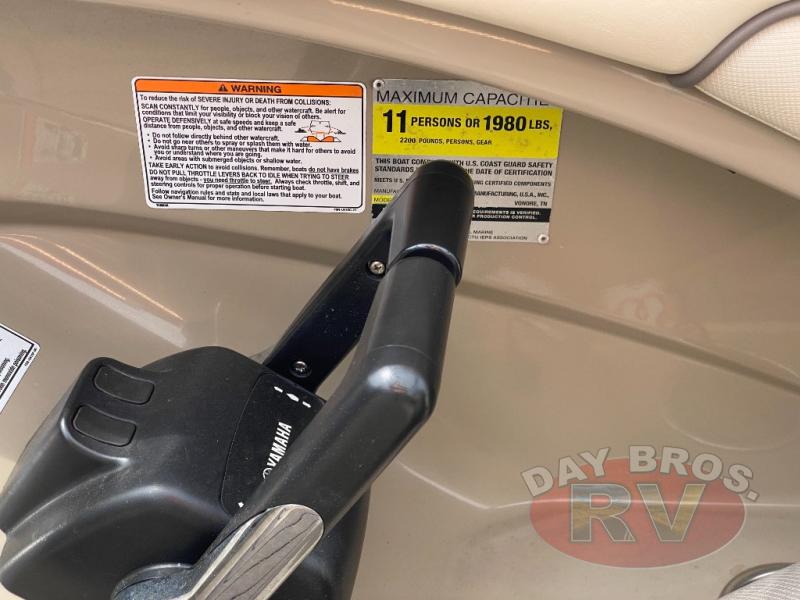 WARNING
To reduce the risk of SEVERE INJURY OR DEATH FROM COLLISIONS:
SCAN CONSTANTLY for people, objects, and other watercraft. Be alert for
conditions that limit your visibility or block your vision of others.
OPERATE DEFENSIVELY at safe speeds and keep a safe
distance from people, objects, and other watercraft.
• Do not follow directly behind other watercraft.
• Do not go near others to spray or splash them with water.
• Avoid sharp turns or other maneuvers that make it hard for others to avoid
you or understand where you are going.
• Avoid areas with submerged objects or shallow water.
TAKE EARLY ACTION to avoid collisions. Remember, boats do not have brakes
DO NOT PULL THROTTLE LEVERS BACK TO IDLE WHEN TRYING TO STEER
away from objects - you need throttle to steer. Always check throttle, shift, and
steering controls for proper operation before starting boat.
Follow navigation rules and state and local laws that apply to your boat.
See Owner's Manual for more information.
MAXIMUM CAPACITIE
11 PERSONS OR 1980 LBS,
2200 POUNDS, PERSONS, GEAR
THIS BOAT COM WITH U.S. COAST GUARD SAFETY
STANDARDS THE DATE OF CERTIFICATION
MEETS U.S. ING CERTIFIED COMPONENTS
MANUFAC MANUFACTURING, U.S.A., INC.
MODE VONORE, TN
EQUIREMENTS IS VERIFIED
PRODUCTION CONTROL.
MARINE
ASSOCIATION
YAMAHA
DAY BROS.
RV